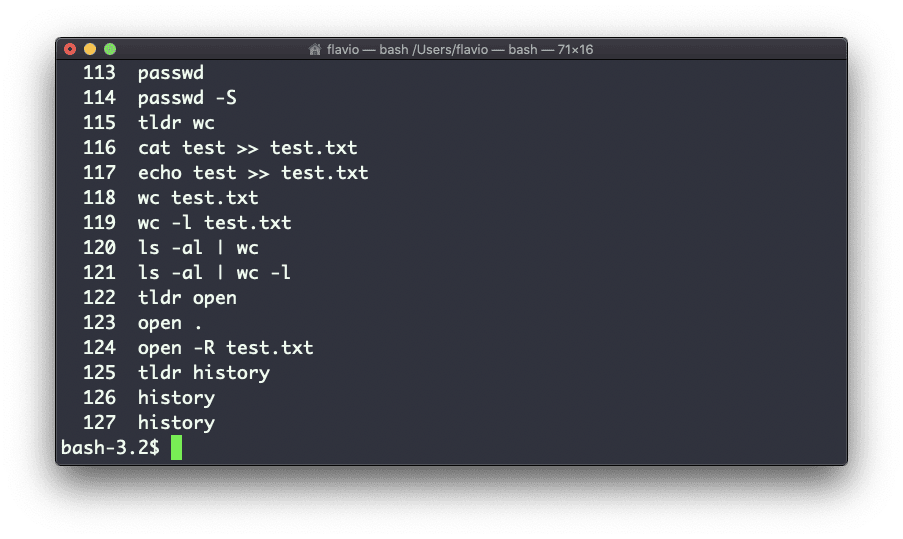 flavio — bash /Users/flavio — bash — 71×16
113 passwd
114 passwd -S
115 tldr wc
116 cat test >> test.txt
117 echo test >> test.txt
118 wc test.txt
119 wc -l test.txt
120 ls -al | wc
121 ls -al | wc -l
122 tldr open
123 open .
124 open -R test.txt
125 tldr history
126 history
127 history
bash-3.2$